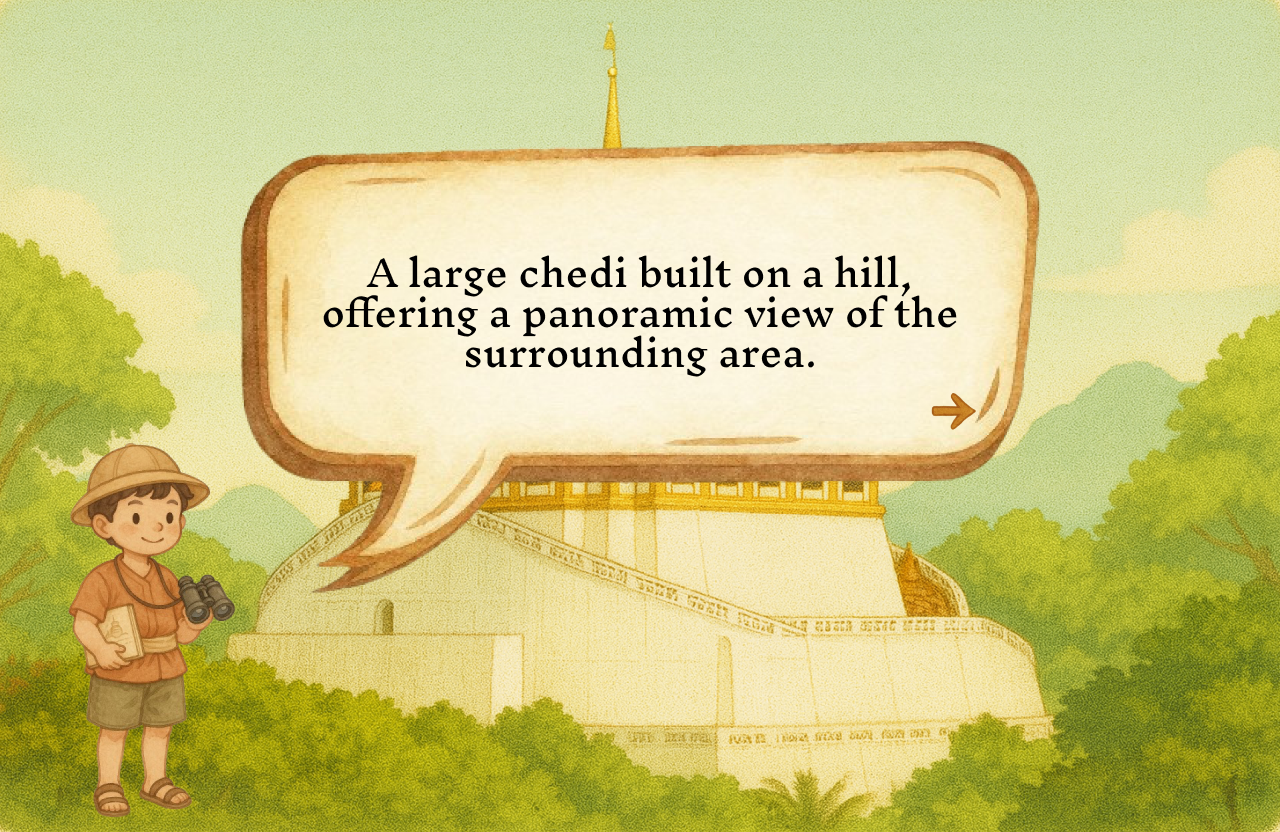 A large chedi built on a hill,
offering a panoramic view of the
surrounding area.